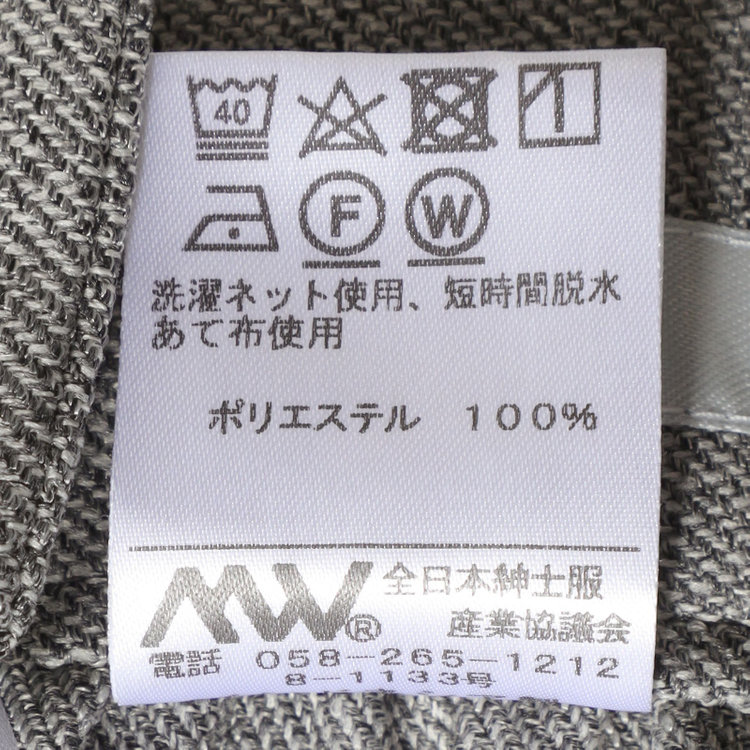 40
F W
洗濯ネット使用、短時間脱水
あて布使用
ポリエステル 100%
MW®
全日本紳士服
産業協議会
電話 058-265-1212
8-1133号